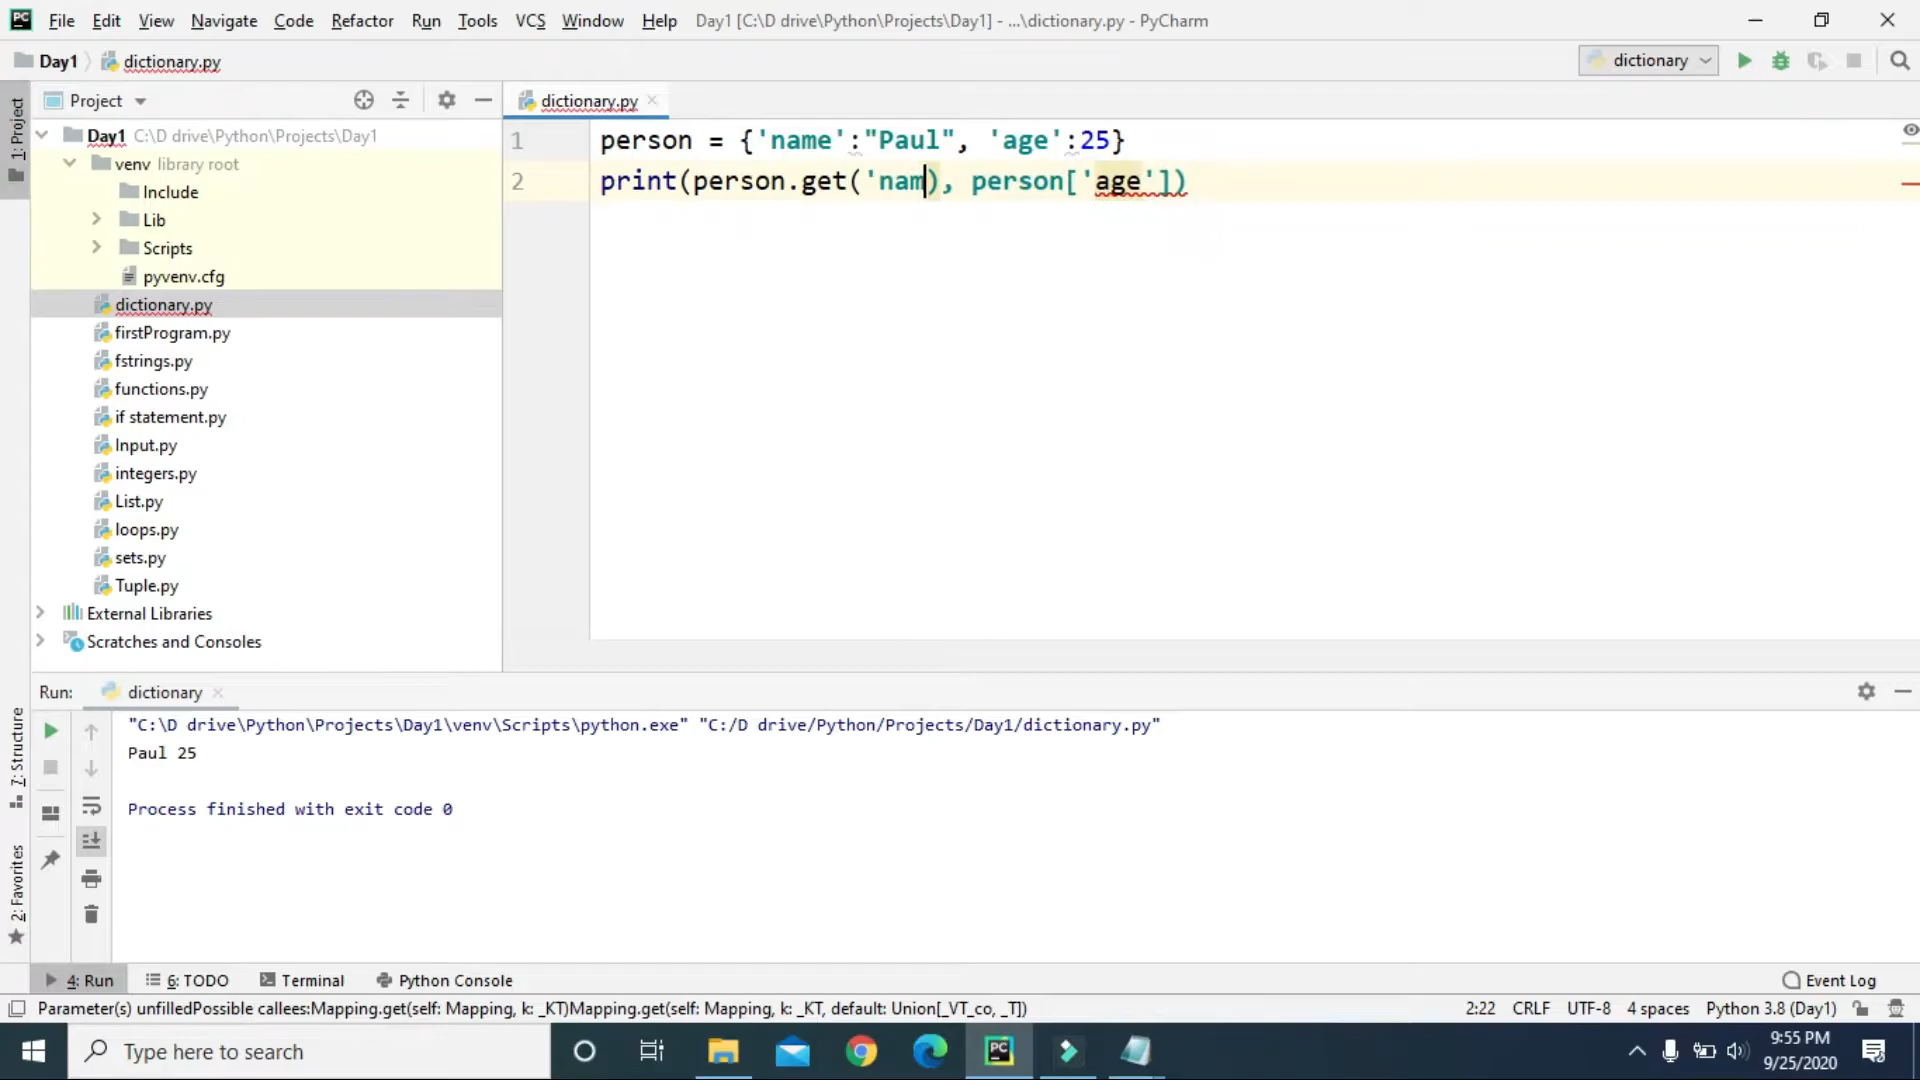 File Edit View Navigate Code Refactor Run Tools VCS Window Help Day1 [C:\D drive\Python\Projects\Day1] - ...\dictionary.py - PyCharm
Day1 dictionary.py
dictionary
Project
dictionary.py
1: Project
Day1 C:\D drive\Python\Projects\Day1
venv library root
Include
Lib
Scripts
pyvenv.cfg
dictionary.py
firstProgram.py
fstrings.py
functions.py
if statement.py
Input.py
integers.py
List.py
loops.py
sets.py
Tuple.py
External Libraries
Scratches and Consoles
1 person = {'name':"Paul", 'age':25}
2 print(person.get('nam), person['age'])
Run: dictionary
7: Structure
2: Favorites
"C:\D drive\Python\Projects\Day1\venv\Scripts\python.exe" "C:/D drive/Python/Projects/Day1/dictionary.py"
Paul 25
Process finished with exit code 0
4: Run 6: TODO Terminal Python Console Event Log
Parameter(s) unfilledPossible callees:Mapping.get(self: Mapping, k: _KT)Mapping.get(self: Mapping, k: _KT, default: Union[_VT_co, _T]) 2:22 CRLF UTF-8 4 spaces Python 3.8 (Day1)
Type here to search
9:55 PM
9/25/2020